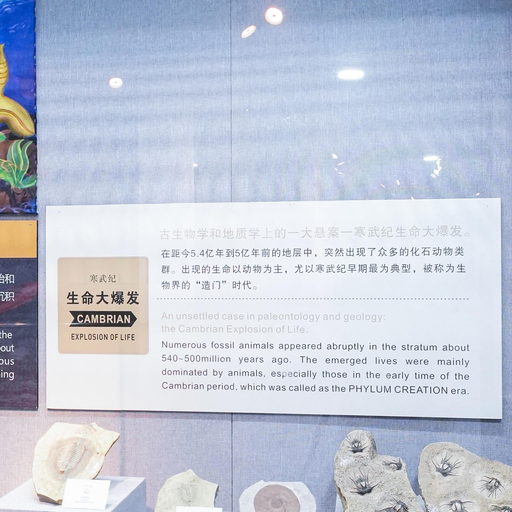 寒武纪
生命大爆发
CAMBRIAN
EXPLOSION OF LIFE
古生物学和地质学上的一大悬案—寒武纪生命大爆发。
在距今5.4亿年到5亿年前的地层中，突然出现了众多的化石动物类
群。出现的生命以动物为主，尤以寒武纪早期最为典型，被称为生
物界的“造门”时代。
An unsettled case in paleontology and geology:
the Cambrian Explosion of Life.
Numerous fossil animals appeared abruptly in the stratum about
540~500million years ago. The emerged lives were mainly
dominated by animals, especially those in the early time of the
Cambrian period, which was called as the PHYLUM CREATION era.